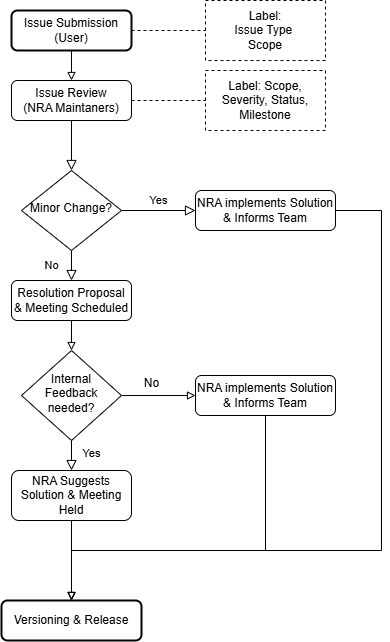 Issue Submission
(User)
Label:
Issue Type
Scope
Issue Review
(NRA Maintaners)
Label: Scope,
Severity, Status,
Milestone
Minor Change?
Yes
NRA implements Solution
& Informs Team
No
Resolution Proposal
& Meeting Scheduled
Internal
Feedback
needed?
No
NRA implements Solution
& Informs Team
Yes
NRA Suggests
Solution & Meeting
Held
Versioning & Release